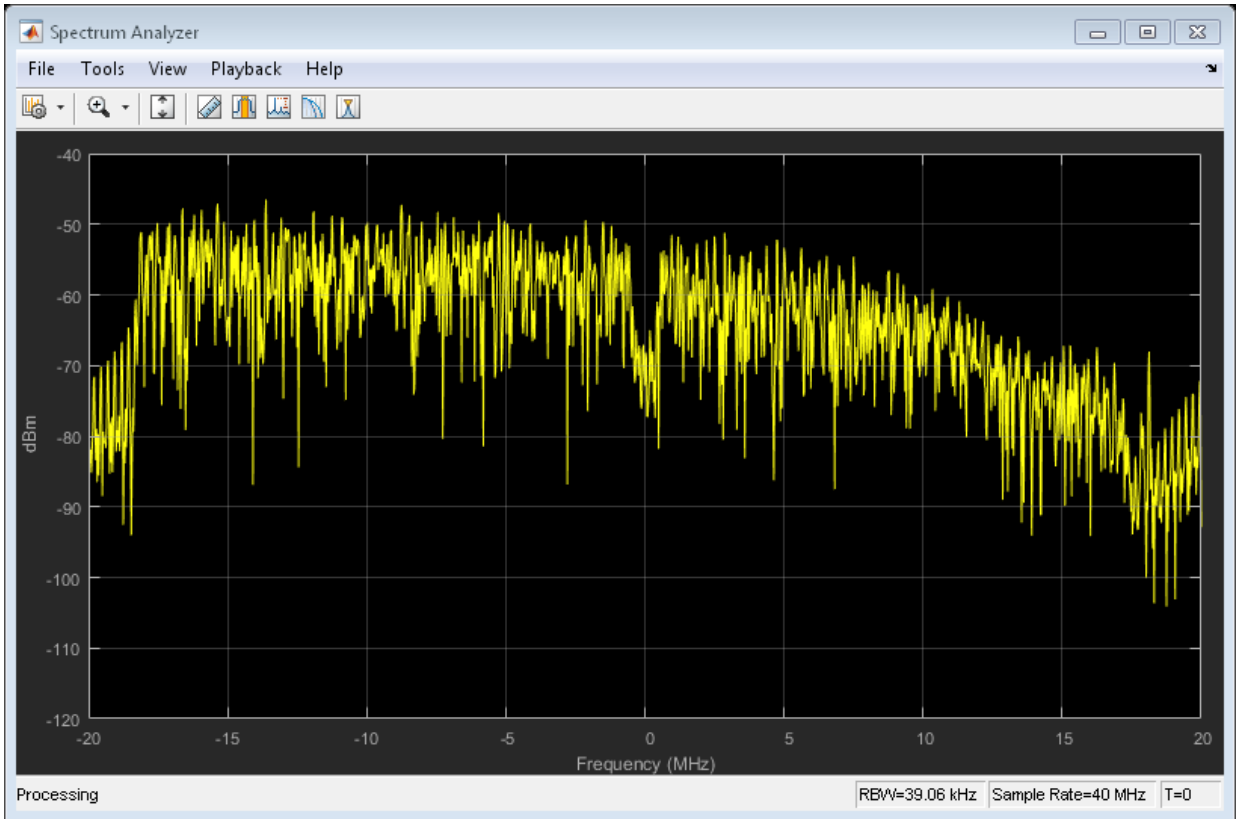 Spectrum Analyzer
File Tools View Playback Help
-40
-50
-60
-70
-80
-90
-100
-110
-120
dBm
-20 -15 -10 -5 0 5 10 15 20
Frequency (MHz)
Processing RBW=39.06 kHz Sample Rate=40 MHz T=0